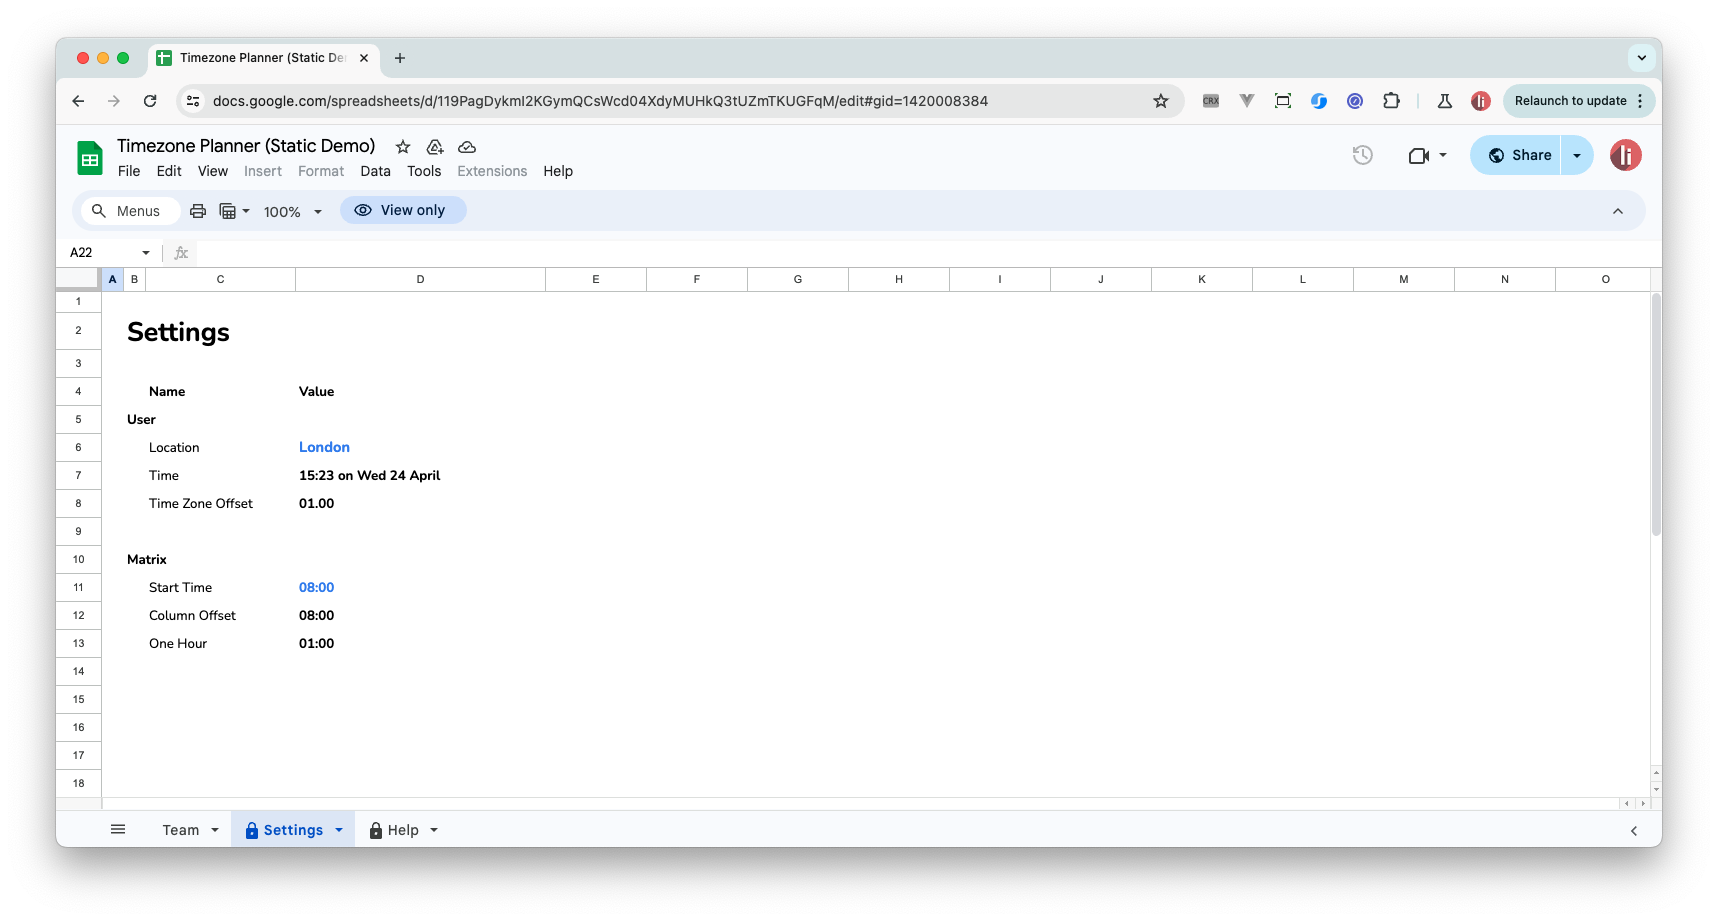 Timezone Planner (Static De
docs.google.com/spreadsheets/d/119PagDykmI2KGymQCsWcd04XdyMUHkQ3tUZmTKUGFqM/edit#gid=1420008384
CRX
Relaunch to update
Timezone Planner (Static Demo)
File Edit View Insert Format Data Tools Extensions Help
Share
Menus 100% View only
A22 fx
A B C D E F G H I J K L M N O
1
2 Settings
3
4 Name Value
5 User
6 Location London
7 Time 15:23 on Wed 24 April
8 Time Zone Offset 01.00
9
10 Matrix
11 Start Time 08:00
12 Column Offset 08:00
13 One Hour 01:00
14
15
16
17
18
Team Settings Help